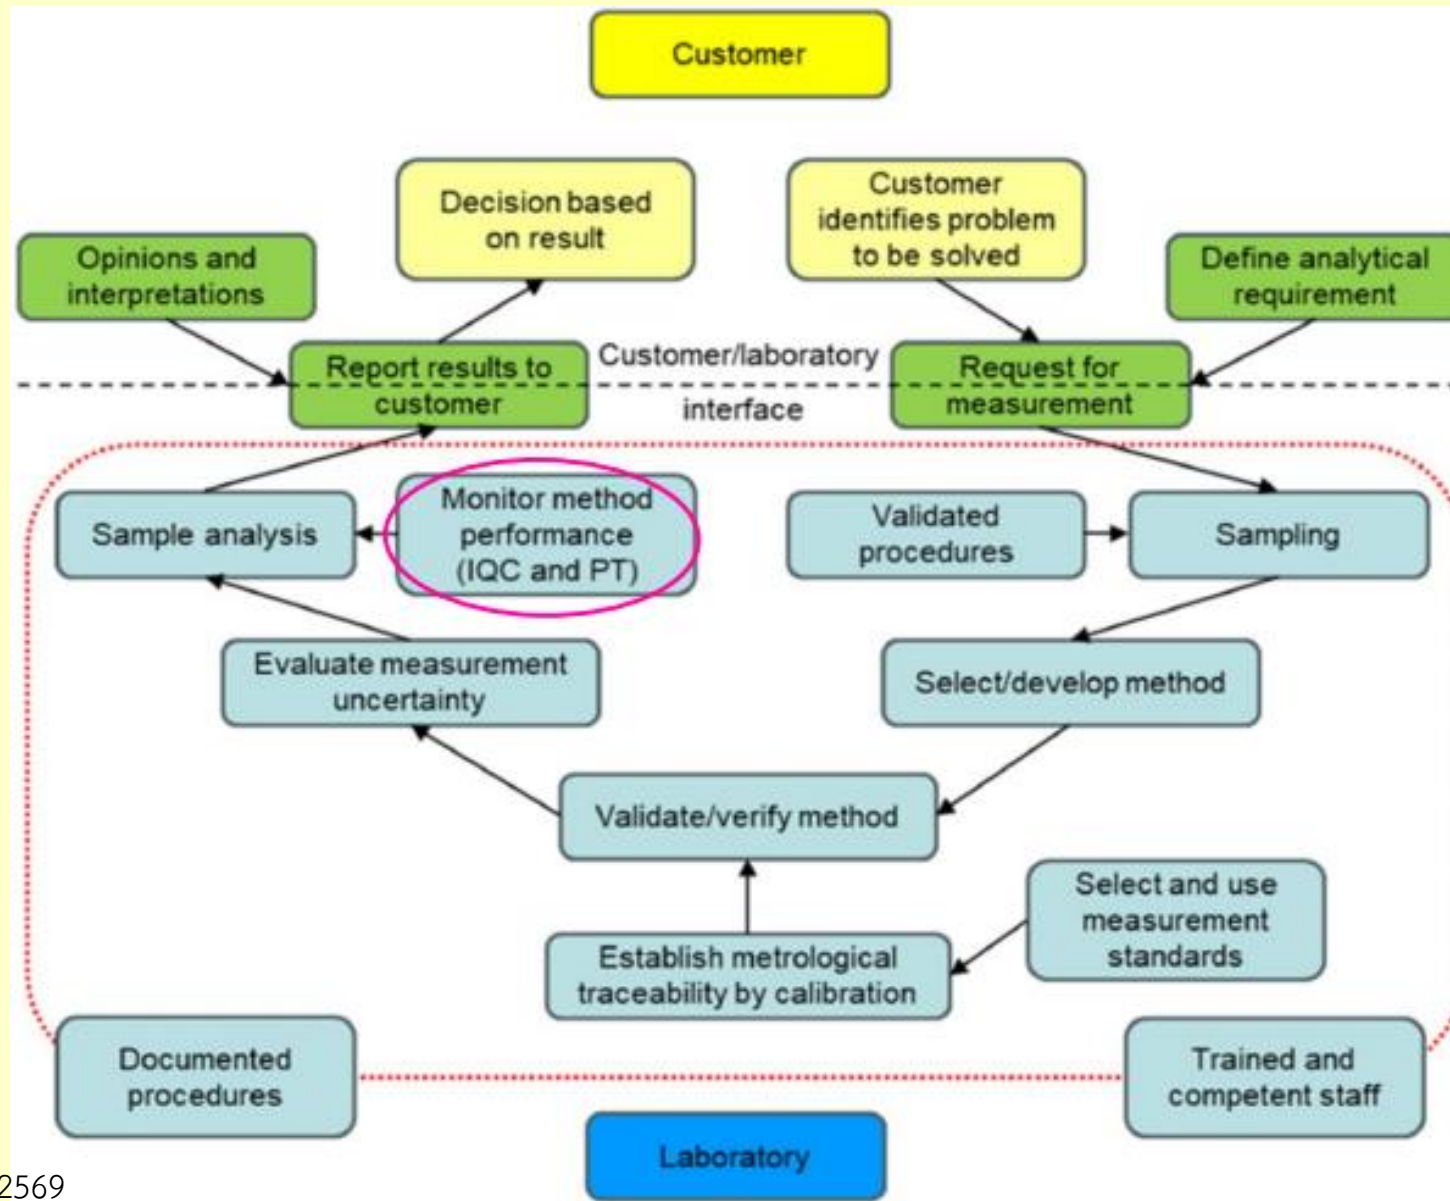 Customer
Decision based
on result
Customer
identifies problem
to be solved
Opinions and
interpretations
Define analytical
requirement
Report results to
customer
Customer/laboratory
interface
Request for
measurement
Sample analysis
Monitor method
performance
(IQC and PT)
Validated
procedures
Sampling
Evaluate measurement
uncertainty
Select/develop method
Validate/verify method
Select and use
measurement
standards
Establish metrological
traceability by calibration
Documented
procedures
Trained and
competent staff
Laboratory
2569